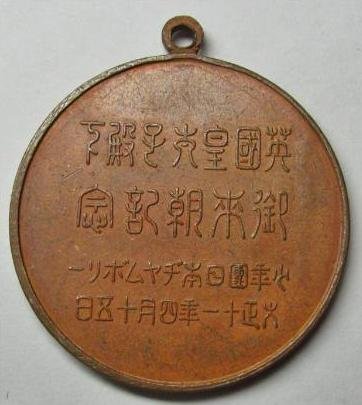 英國皇太子殿下
御來朝記念
少年團日本ヂヤムボリー
大正十一年四月十五日